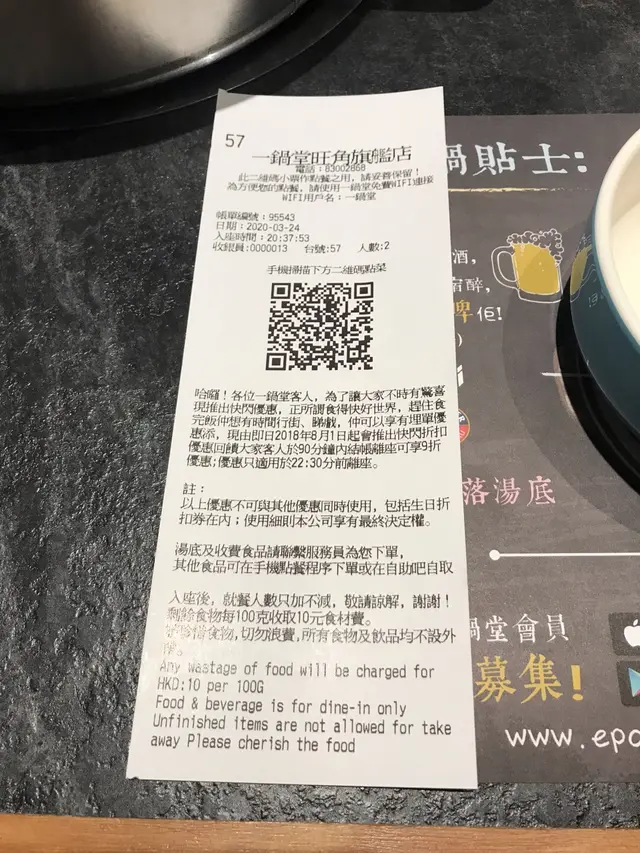 57
一鍋堂旺角旗艦店
電話：83002868
此二維碼小票作點餐之用，請妥善保留！
為方便您的點餐，請使用一鍋堂免費WIFI連接
WIFI用戶名：一鍋堂
帳單編號：95543
日期：2020-03-24
入座時間：20:37:53
收銀員:0000013 台號:57 人數:2
手機掃描下方二維碼點菜
哈囉！各位一鍋堂客人，為了讓大家不時有驚喜
現推出快閃優惠，正所謂食得快好世界，趕住食
完飯仲想有時間行街、睇戲，仲可以享有埋單優
惠添，現由即日2018年8月1日起會推出快閃折扣
優惠回饋大家客人於90分鐘內結帳離座可享9折
優惠;優惠只適用於22:30分前離座。
註：
以上優惠不可與其他優惠同時使用，包括生日折
扣券在內；使用細則本公司享有最終決定權。
湯底及收費食品請聯繫服務員為您下單，
其他食品可在手機點餐程序下單或在自助吧自取
入座後，就餐人數只加不減，敬請諒解，謝謝！
剩餘食物每100克收取10元食材費。
珍惜食物,切勿浪費,所有食物及飲品均不設外
Any wastage of food will be charged for
HKD:10 per 100G
Food & beverage is for dine-in only
Unfinished items are not allowed for take
away Please cherish the food
鍋貼士:
酒,
宿醉,
啤佢!
落湯底
鍋堂會員
募集!
www.epo